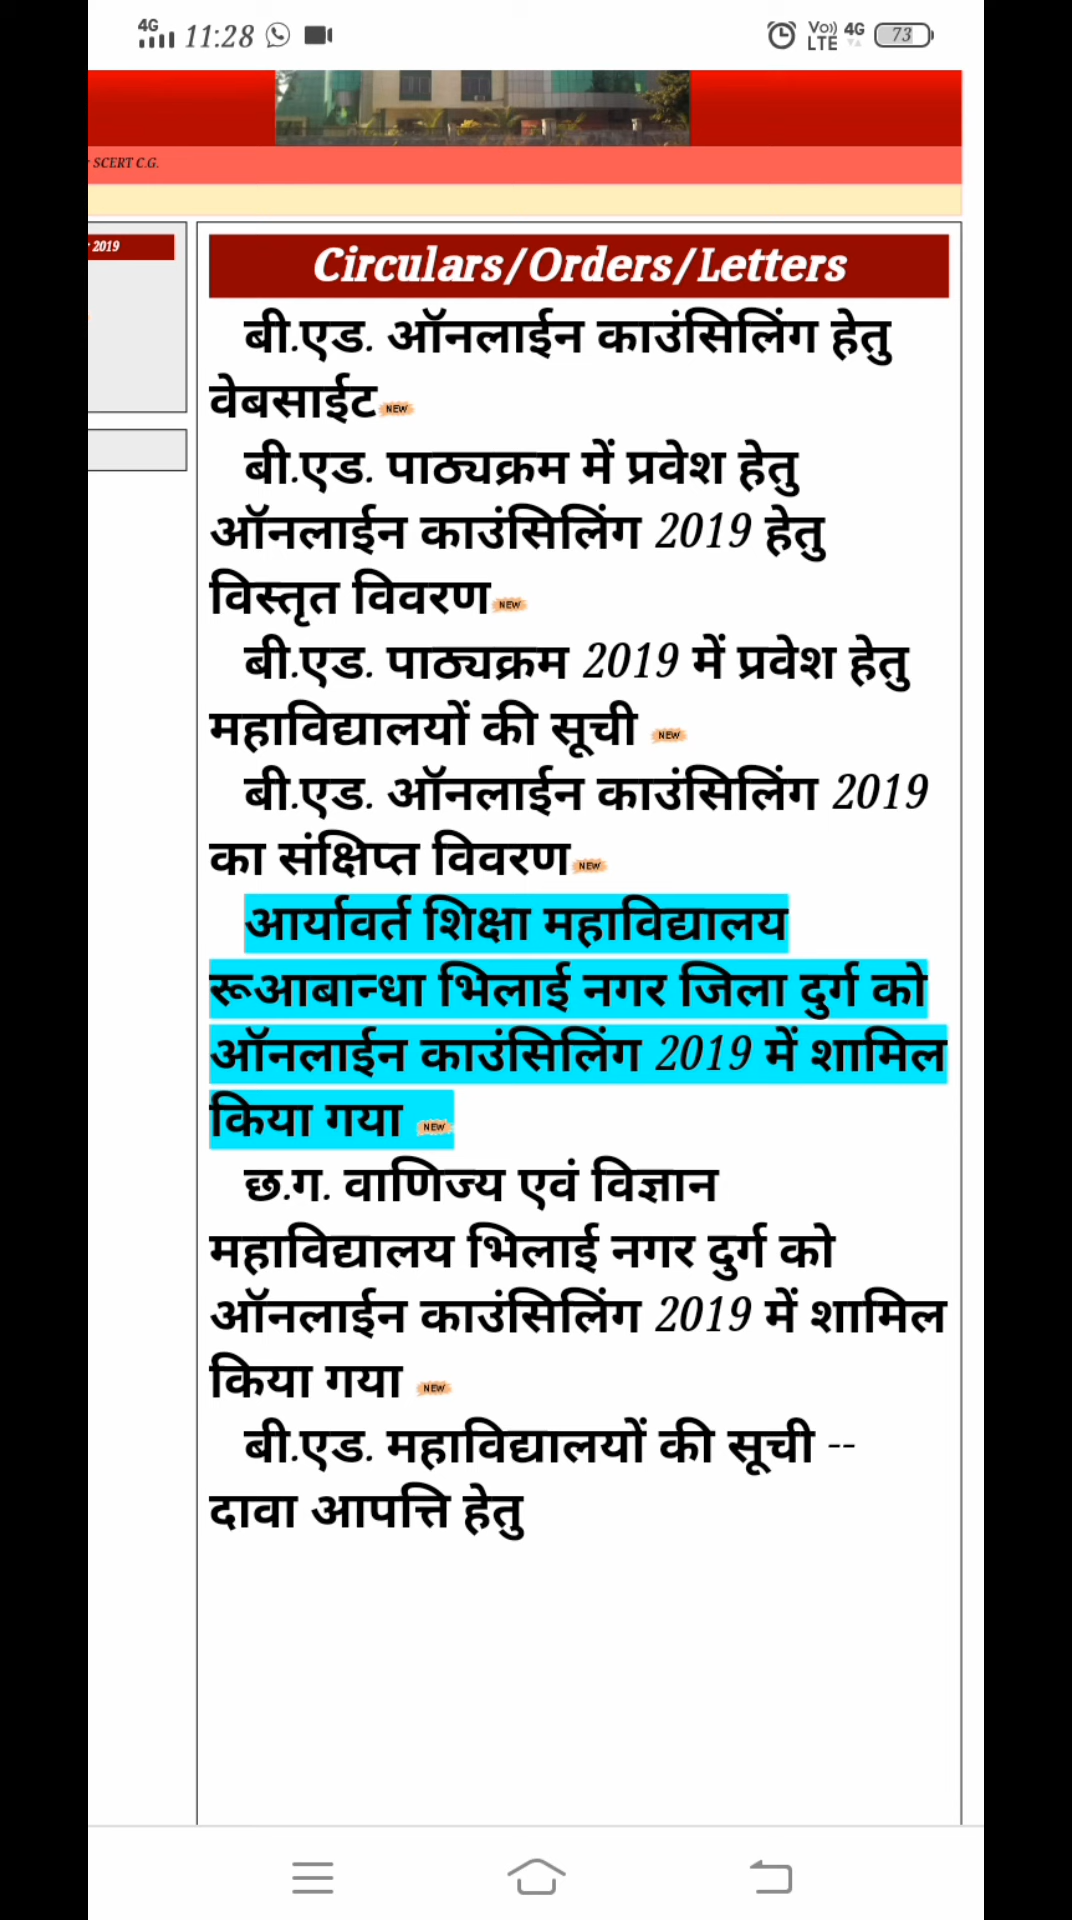 4G 11:28 Vo)) LTE 4G 73
SCERT C.G.
2019
Circulars/Orders/Letters
बी.एड. ऑनलाईन काउंसिलिंग हेतु
वेबसाईट NEW
बी.एड. पाठ्यक्रम में प्रवेश हेतु
ऑनलाईन काउंसिलिंग 2019 हेतु
विस्तृत विवरण NEW
बी.एड. पाठ्यक्रम 2019 में प्रवेश हेतु
महाविद्यालयों की सूची NEW
बी.एड. ऑनलाईन काउंसिलिंग 2019
का संक्षिप्त विवरण NEW
आर्यावर्त शिक्षा महाविद्यालय
रूआबान्धा भिलाई नगर जिला दुर्ग को
ऑनलाईन काउंसिलिंग 2019 में शामिल
किया गया NEW
छ.ग. वाणिज्य एवं विज्ञान
महाविद्यालय भिलाई नगर दुर्ग को
ऑनलाईन काउंसिलिंग 2019 में शामिल
किया गया NEW
बी.एड. महाविद्यालयों की सूची --
दावा आपत्ति हेतु